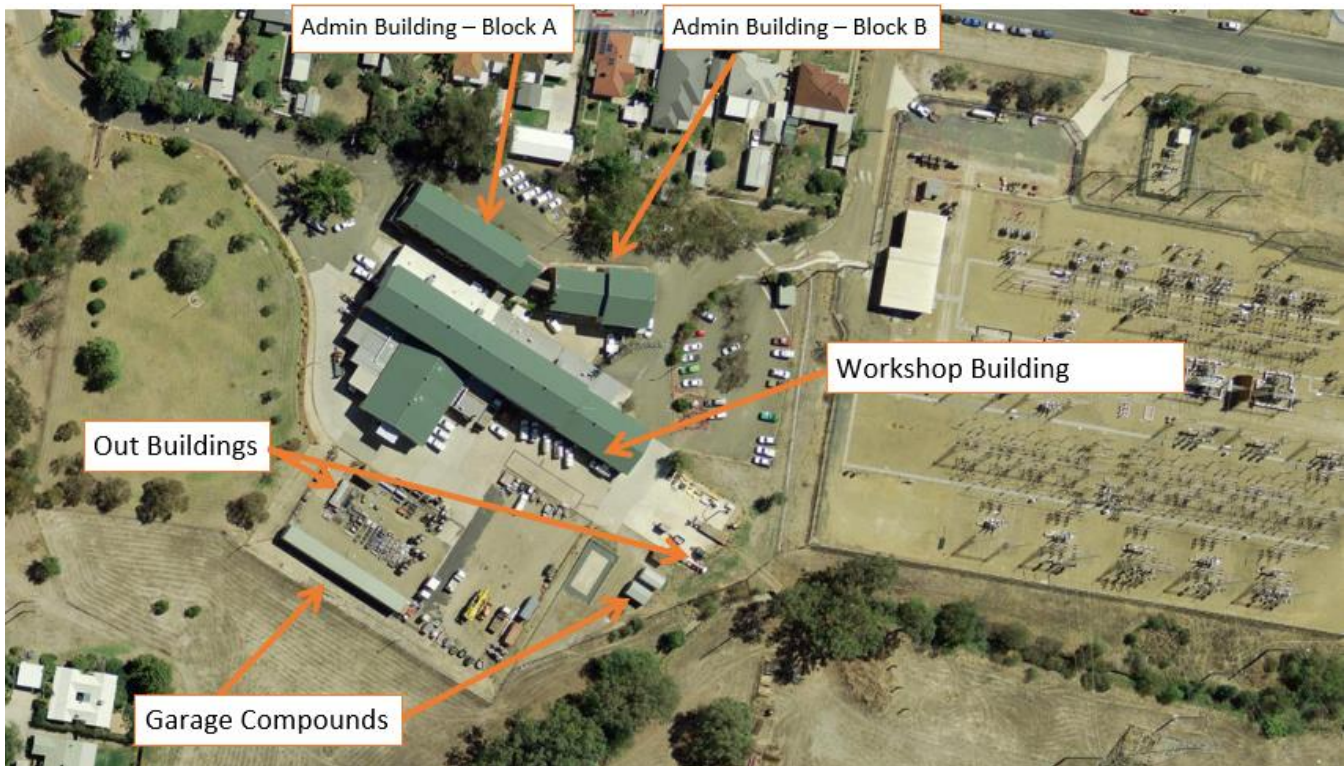 Admin Building – Block A
Admin Building – Block B
Workshop Building
Out Buildings
Garage Compounds